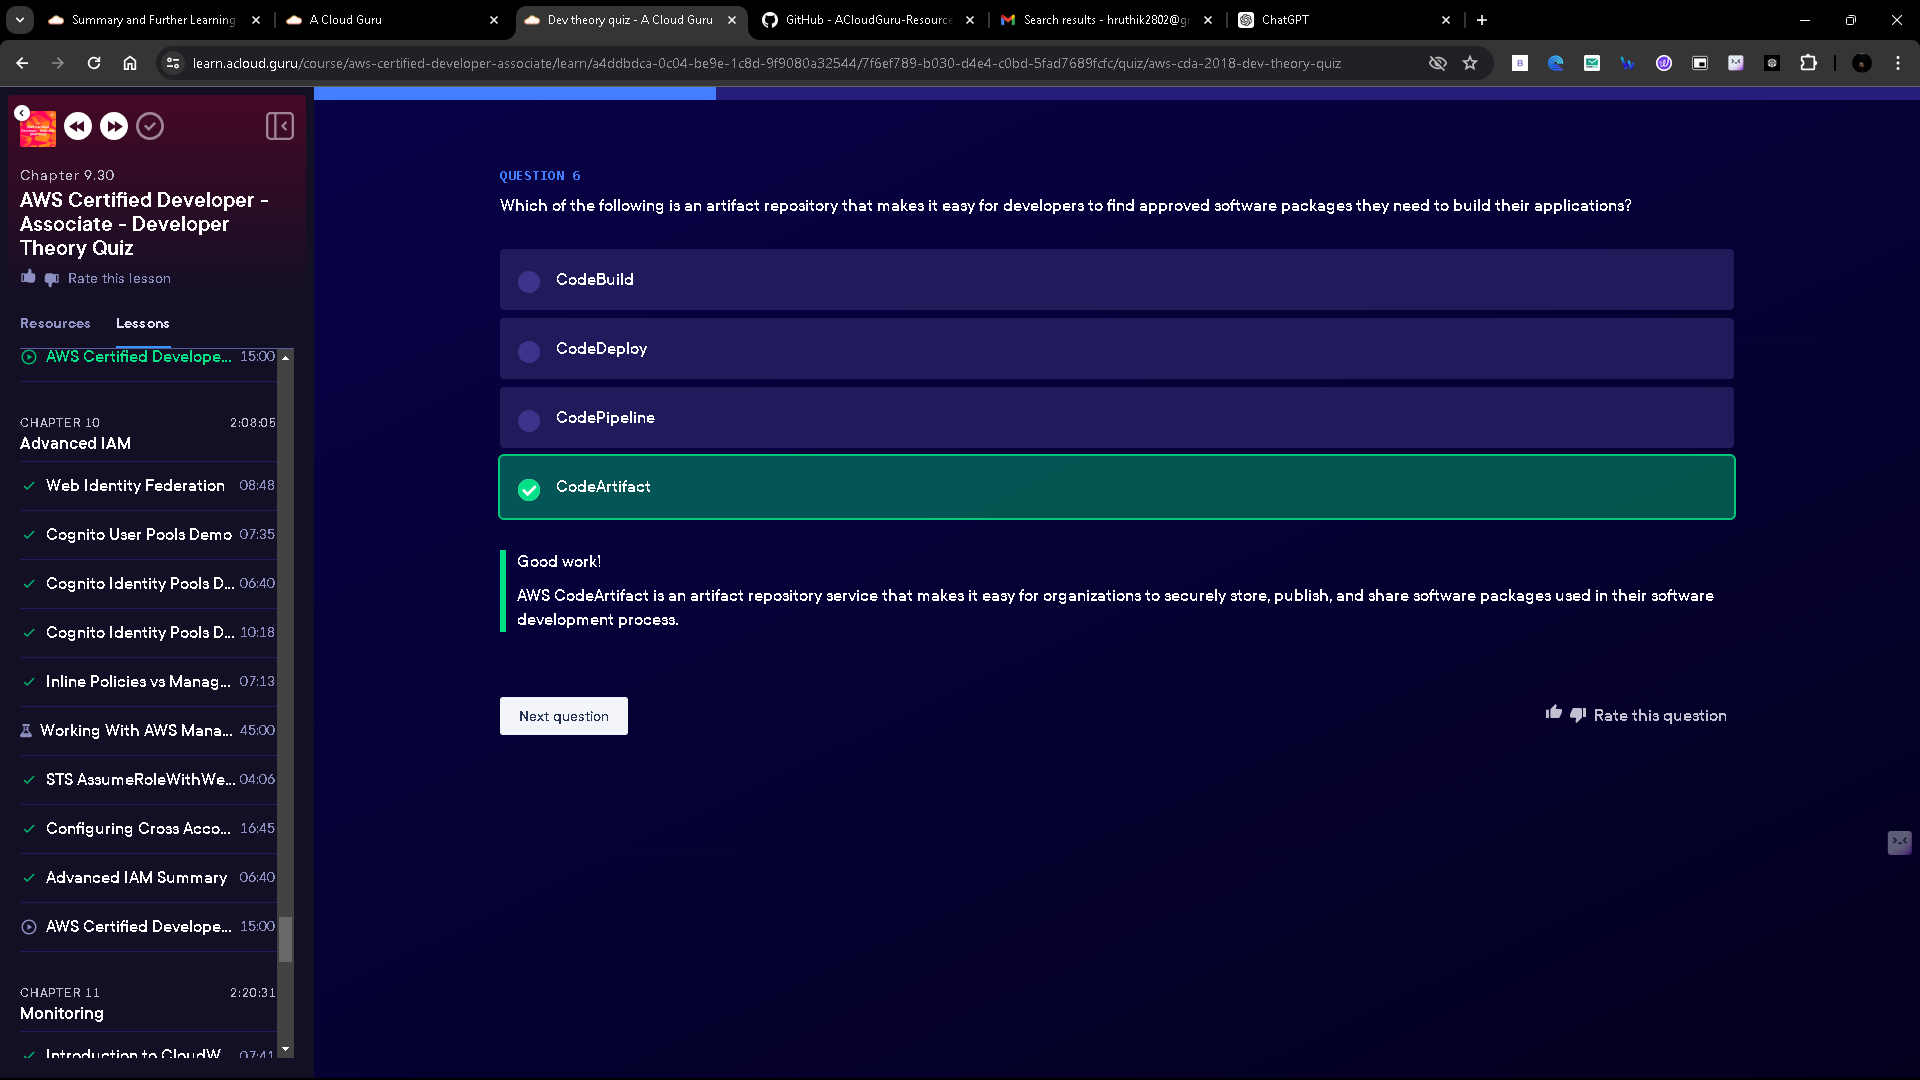 Summary and Further Learning
A Cloud Guru
Dev theory quiz - A Cloud Guru
GitHub - ACloudGuru-Resource
Search results - hruthik2802@gr
ChatGPT
learn.acloud.guru/course/aws-certified-developer-associate/learn/a4ddbdca-0c04-be9e-1c8d-9f9080a32544/7f6ef789-b030-d4e4-c0bd-5fad7689fcfc/quiz/aws-cda-2018-dev-theory-quiz
Chapter 9.30
AWS Certified Developer -
Associate - Developer
Theory Quiz
Rate this lesson
Resources
Lessons
AWS Certified Develope... 15:00
CHAPTER 10 2:08:05
Advanced IAM
Web Identity Federation 08:48
Cognito User Pools Demo 07:35
Cognito Identity Pools D... 06:40
Cognito Identity Pools D... 10:18
Inline Policies vs Manag... 07:13
Working With AWS Mana... 45:00
STS AssumeRoleWithWe... 04:06
Configuring Cross Acco... 16:45
Advanced IAM Summary 06:40
AWS Certified Develope... 15:00
CHAPTER 11 2:20:31
Monitoring
Introduction to CloudW... 07:41
QUESTION 6
Which of the following is an artifact repository that makes it easy for developers to find approved software packages they need to build their applications?
CodeBuild
CodeDeploy
CodePipeline
CodeArtifact
Good work!
AWS CodeArtifact is an artifact repository service that makes it easy for organizations to securely store, publish, and share software packages used in their software
development process.
Next question
Rate this question